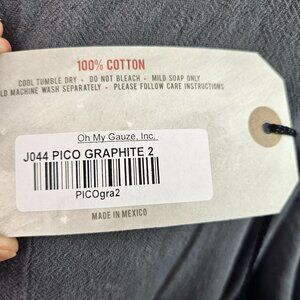 100% COTTON
COOL TUMBLE DRY • DO NOT BLEACH • MILD SOAP ONLY
LD MACHINE WASH SEPARATELY • PLEASE FOLLOW CARE INSTRUCTIONS
Oh My Gauze, Inc.
J044 PICO GRAPHITE 2
PICOgra2
MADE IN MEXICO